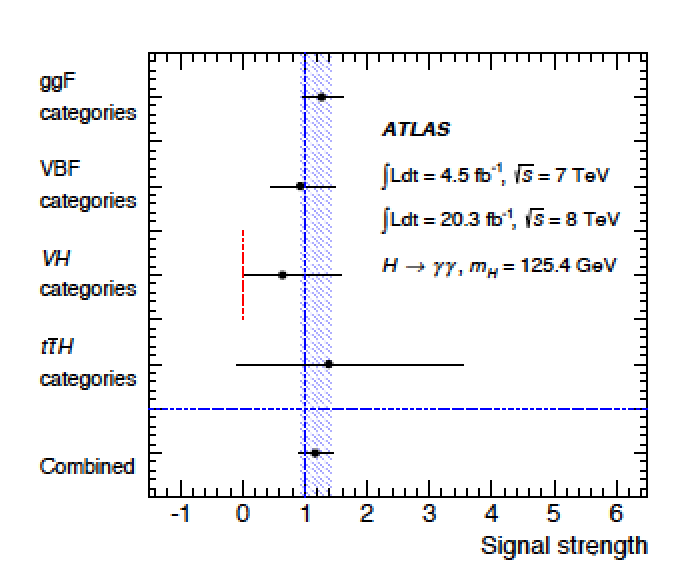 ggF
categories
VBF
categories
VH
categories
tt̄H
categories
Combined
ATLAS
∫Ldt = 4.5 fb⁻¹, √s = 7 TeV
∫Ldt = 20.3 fb⁻¹, √s = 8 TeV
H → γγ, m_H = 125.4 GeV
-1 0 1 2 3 4 5 6
Signal strength